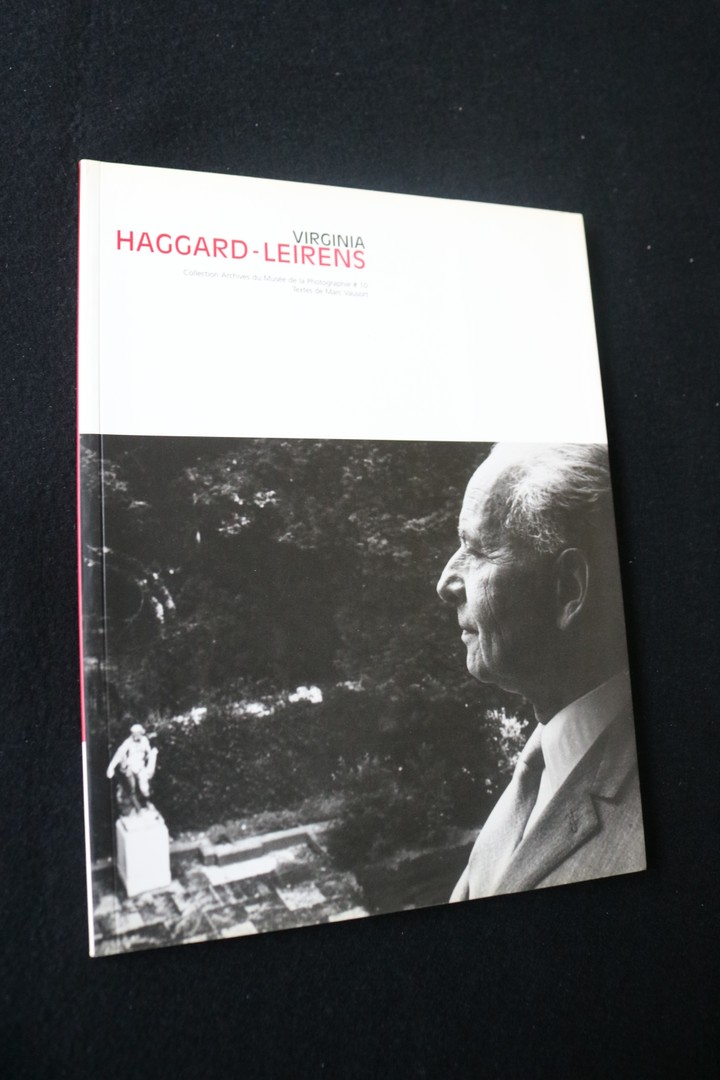 VIRGINIA
HAGGARD-LEIRENS
Collection Archives du Musée de la Photographie # 10
Textes de Marc Vausort